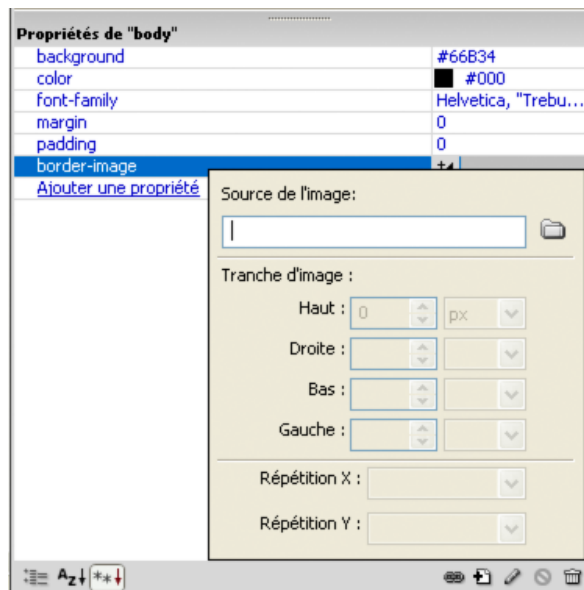 Propriétés de "body"
background #66B34
color #000
font-family Helvetica, "Trebu...
margin 0
padding 0
border-image
Ajouter une propriété
Source de l'image:
Tranche d'image :
Haut : 0 px
Droite :
Bas :
Gauche :
Répétition X :
Répétition Y :